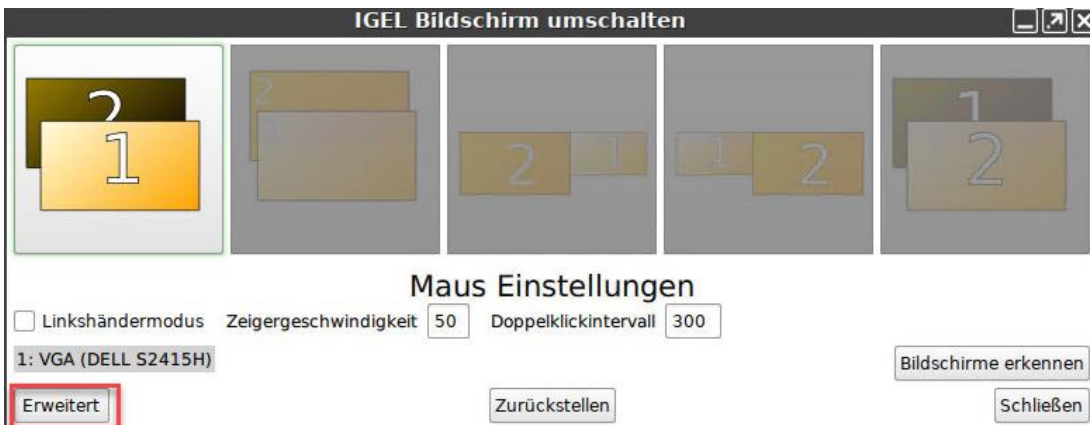 IGEL Bildschirm umschalten
2 1
2
2 1
1 2
1 2
Maus Einstellungen
Linkshändermodus Zeigergeschwindigkeit 50 Doppelklickintervall 300
1: VGA (DELL S2415H)
Bildschirme erkennen
Erweitert Zurückstellen Schließen